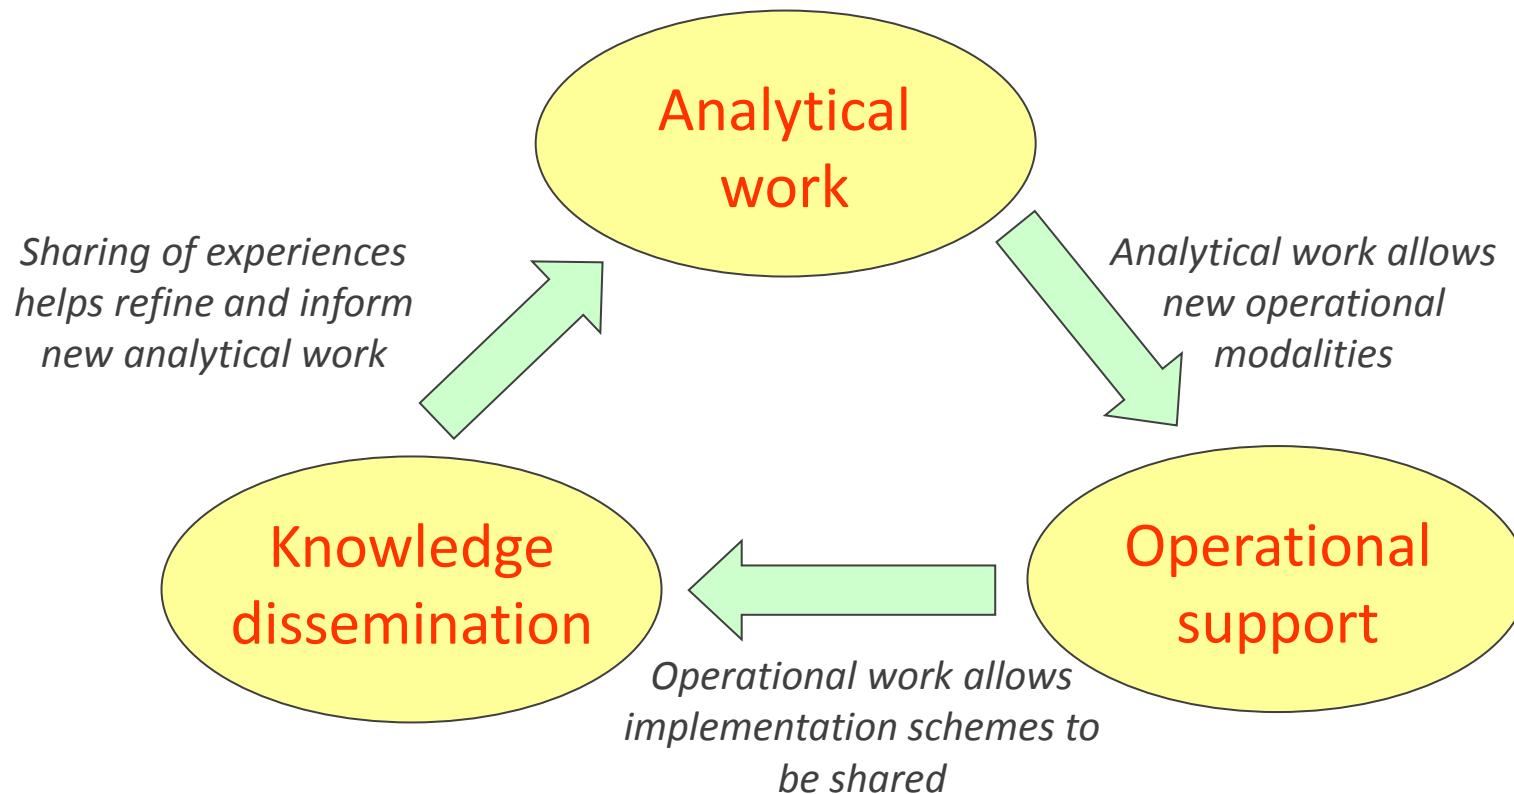 Analytical
work
Sharing of experiences
helps refine and inform
new analytical work
Analytical work allows
new operational
modalities
Knowledge
dissemination
Operational
support
Operational work allows
implementation schemes to
be shared